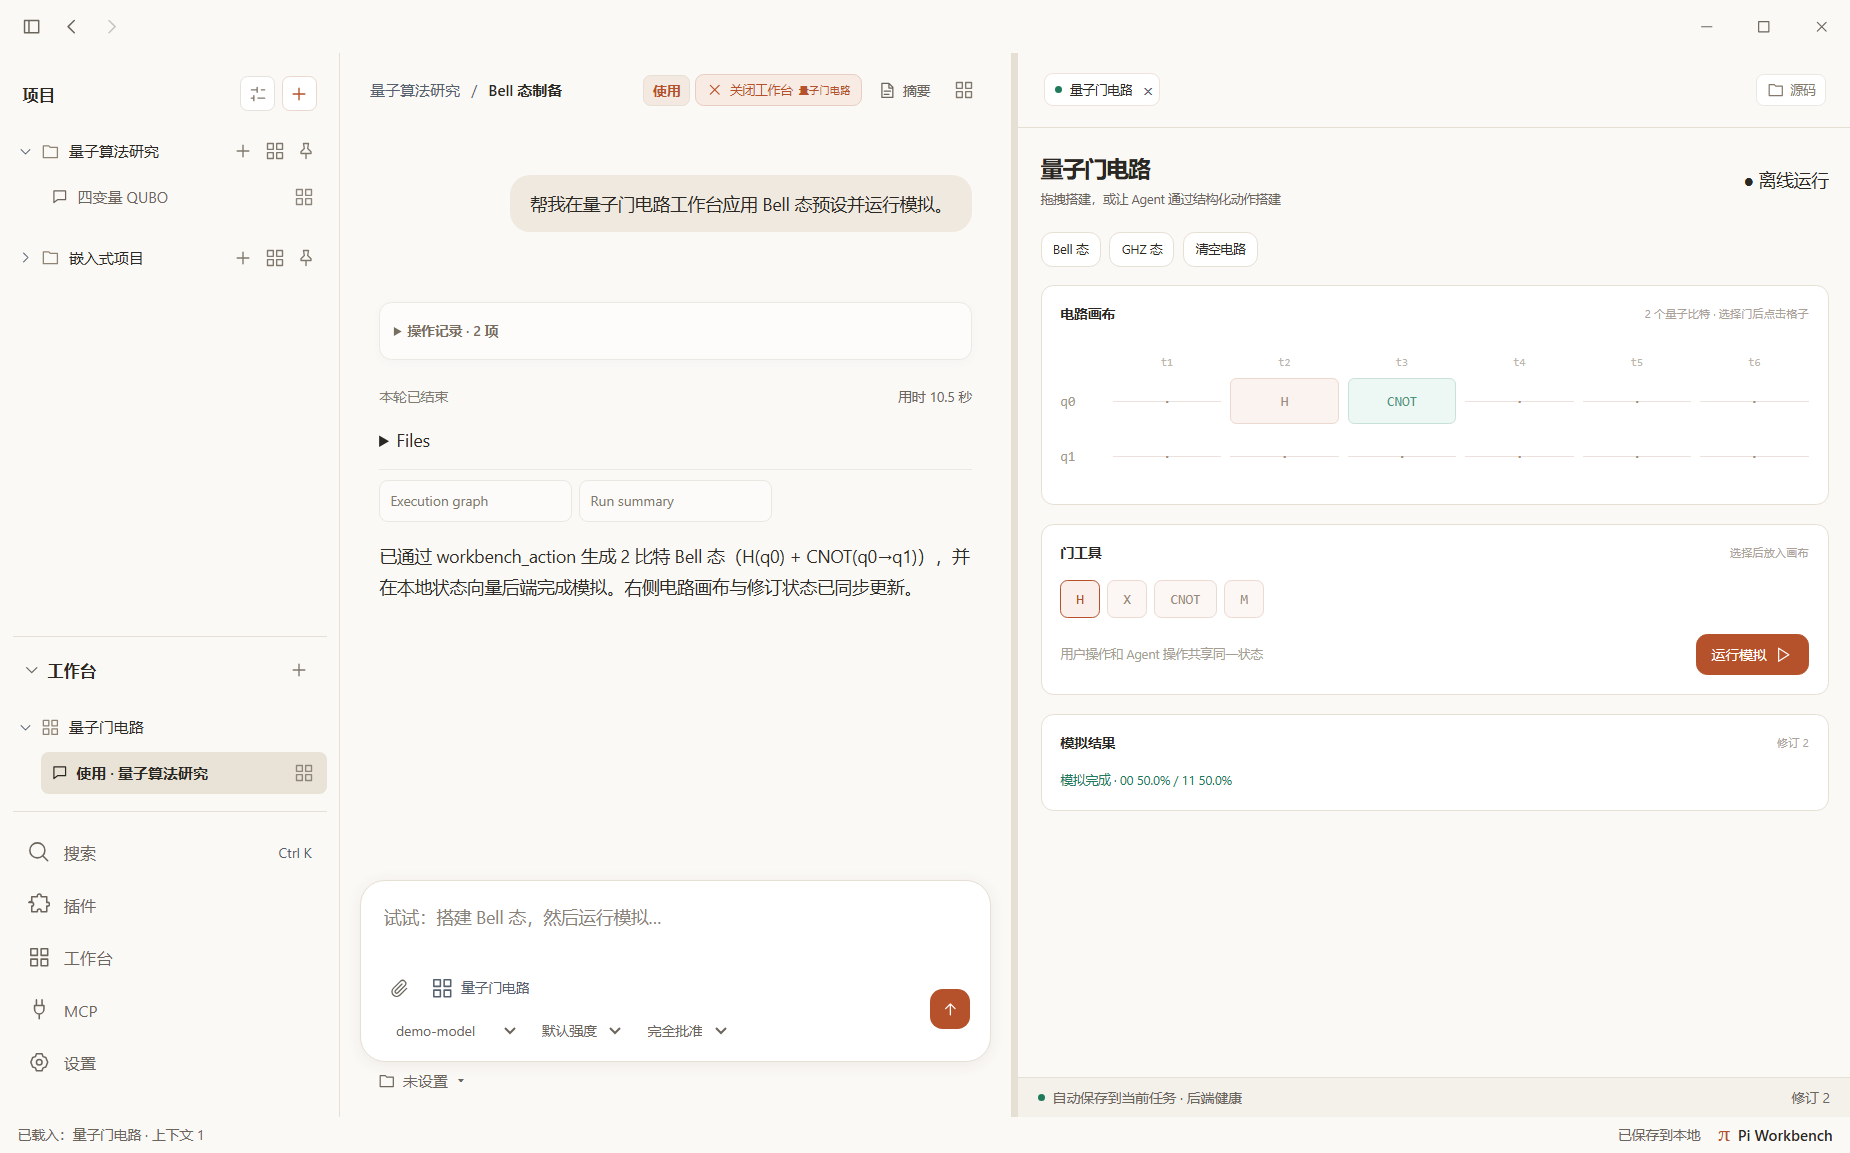 项目
量子算法研究
四变量 QUBO
嵌入式项目
工作台
量子门电路
使用 · 量子算法研究
搜索 Ctrl K
插件
工作台
MCP
设置
量子算法研究 / Bell 态制备 使用 关闭工作台 量子门电路 摘要
帮我在量子门电路工作台应用 Bell 态预设并运行模拟。
操作记录 · 2 项
本轮已结束 用时 10.5 秒
Files
Execution graph Run summary
已通过 workbench_action 生成 2 比特 Bell 态（H(q0) + CNOT(q0→q1)），并
在本地状态向量后端完成模拟。右侧电路画布与修订状态已同步更新。
试试：搭建 Bell 态，然后运行模拟...
量子门电路
demo-model 默认强度 完全批准
未设置
量子门电路 × 源码
量子门电路
拖拽搭建，或让 Agent 通过结构化动作搭建
● 离线运行
Bell 态 GHZ 态 清空电路
电路画布 2 个量子比特 · 选择门后点击格子
t1 t2 t3 t4 t5 t6
q0 H CNOT
q1
门工具 选择后放入画布
H X CNOT M
用户操作和 Agent 操作共享同一状态 运行模拟
模拟结果 修订 2
模拟完成 · 00 50.0% / 11 50.0%
自动保存到当前任务 · 后端健康 修订 2
已载入：量子门电路 · 上下文 1 已保存到本地 π Pi Workbench